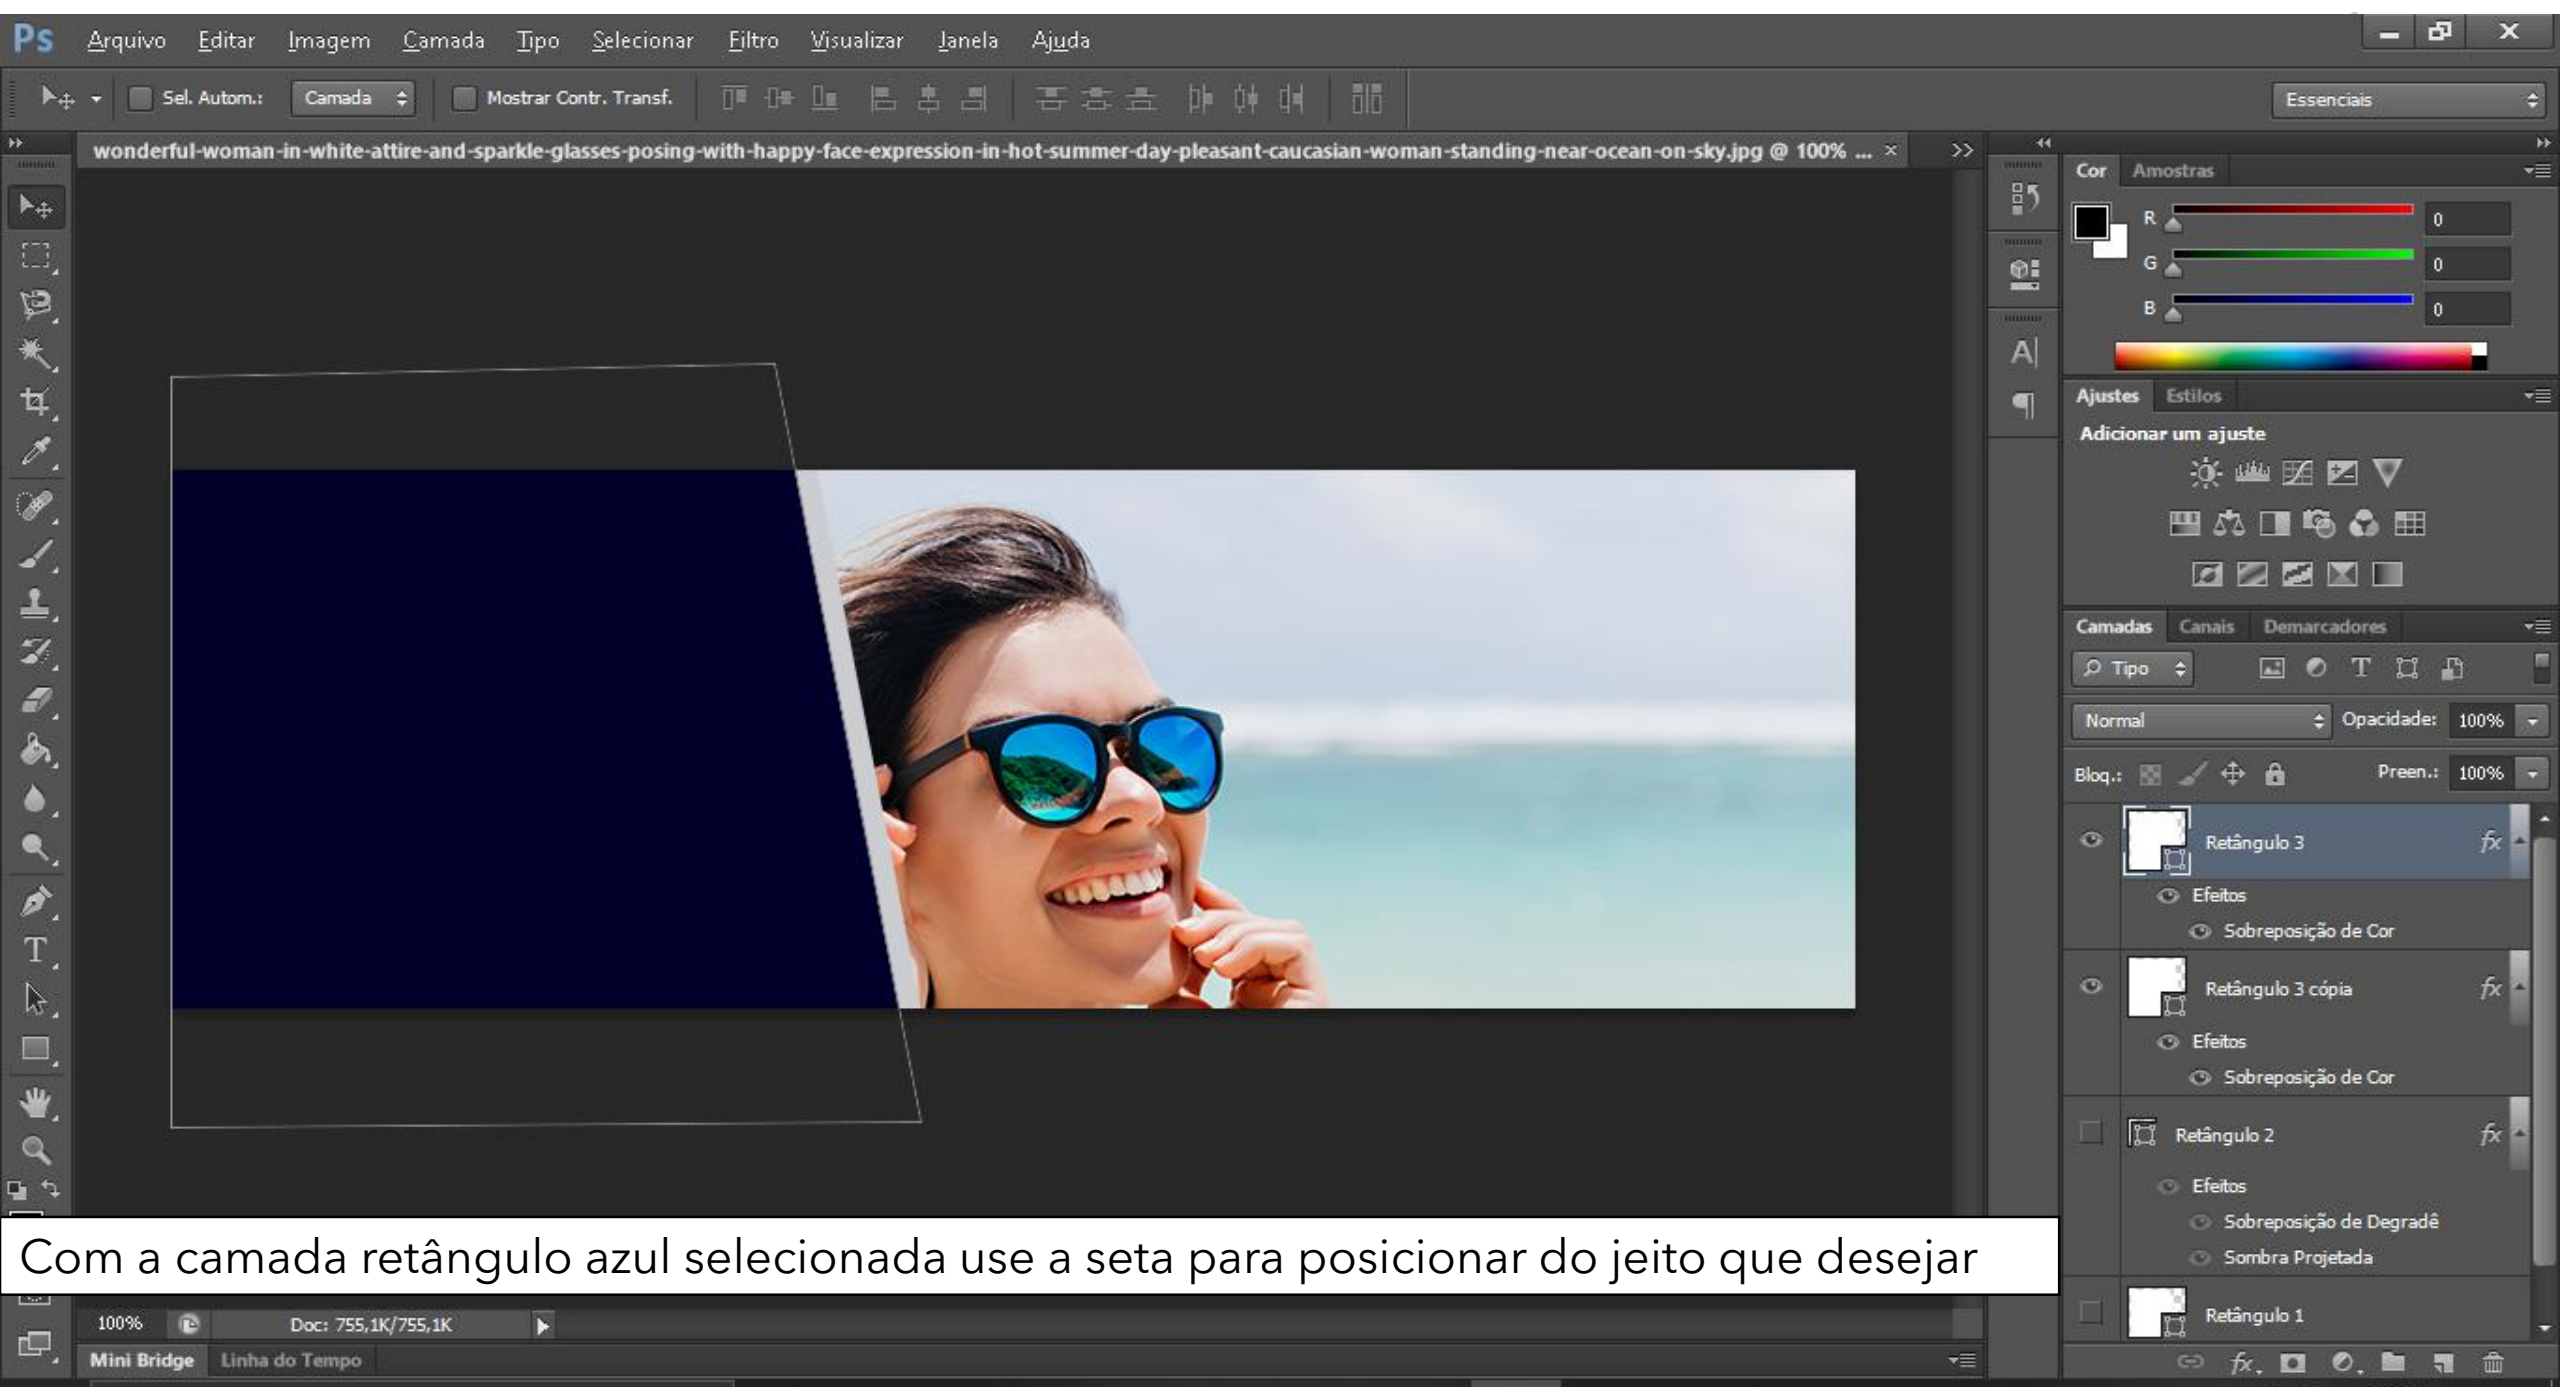 Ps Arquivo Editar Imagem Camada Tipo Selecionar Filtro Visualizar Janela Ajuda
Sel. Autom.: Camada Mostrar Contr. Transf. Essenciais
wonderful-woman-in-white-attire-and-sparkle-glasses-posing-with-happy-face-expression-in-hot-summer-day-pleasant-caucasian-woman-standing-near-ocean-on-sky.jpg @ 100% ... ×
Cor Amostras
R 0
G 0
B 0
Ajustes Estilos
Adicionar um ajuste
Camadas Canais Demarcadores
Tipo
Normal Opacidade: 100%
Bloq.: Preen.: 100%
Retângulo 3 fx
Efeitos
Sobreposição de Cor
Retângulo 3 cópia fx
Efeitos
Sobreposição de Cor
Retângulo 2 fx
Efeitos
Sobreposição de Degradê
Sombra Projetada
Retângulo 1
Com a camada retângulo azul selecionada use a seta para posicionar do jeito que desejar
100% Doc: 755,1K/755,1K
Mini Bridge Linha do Tempo